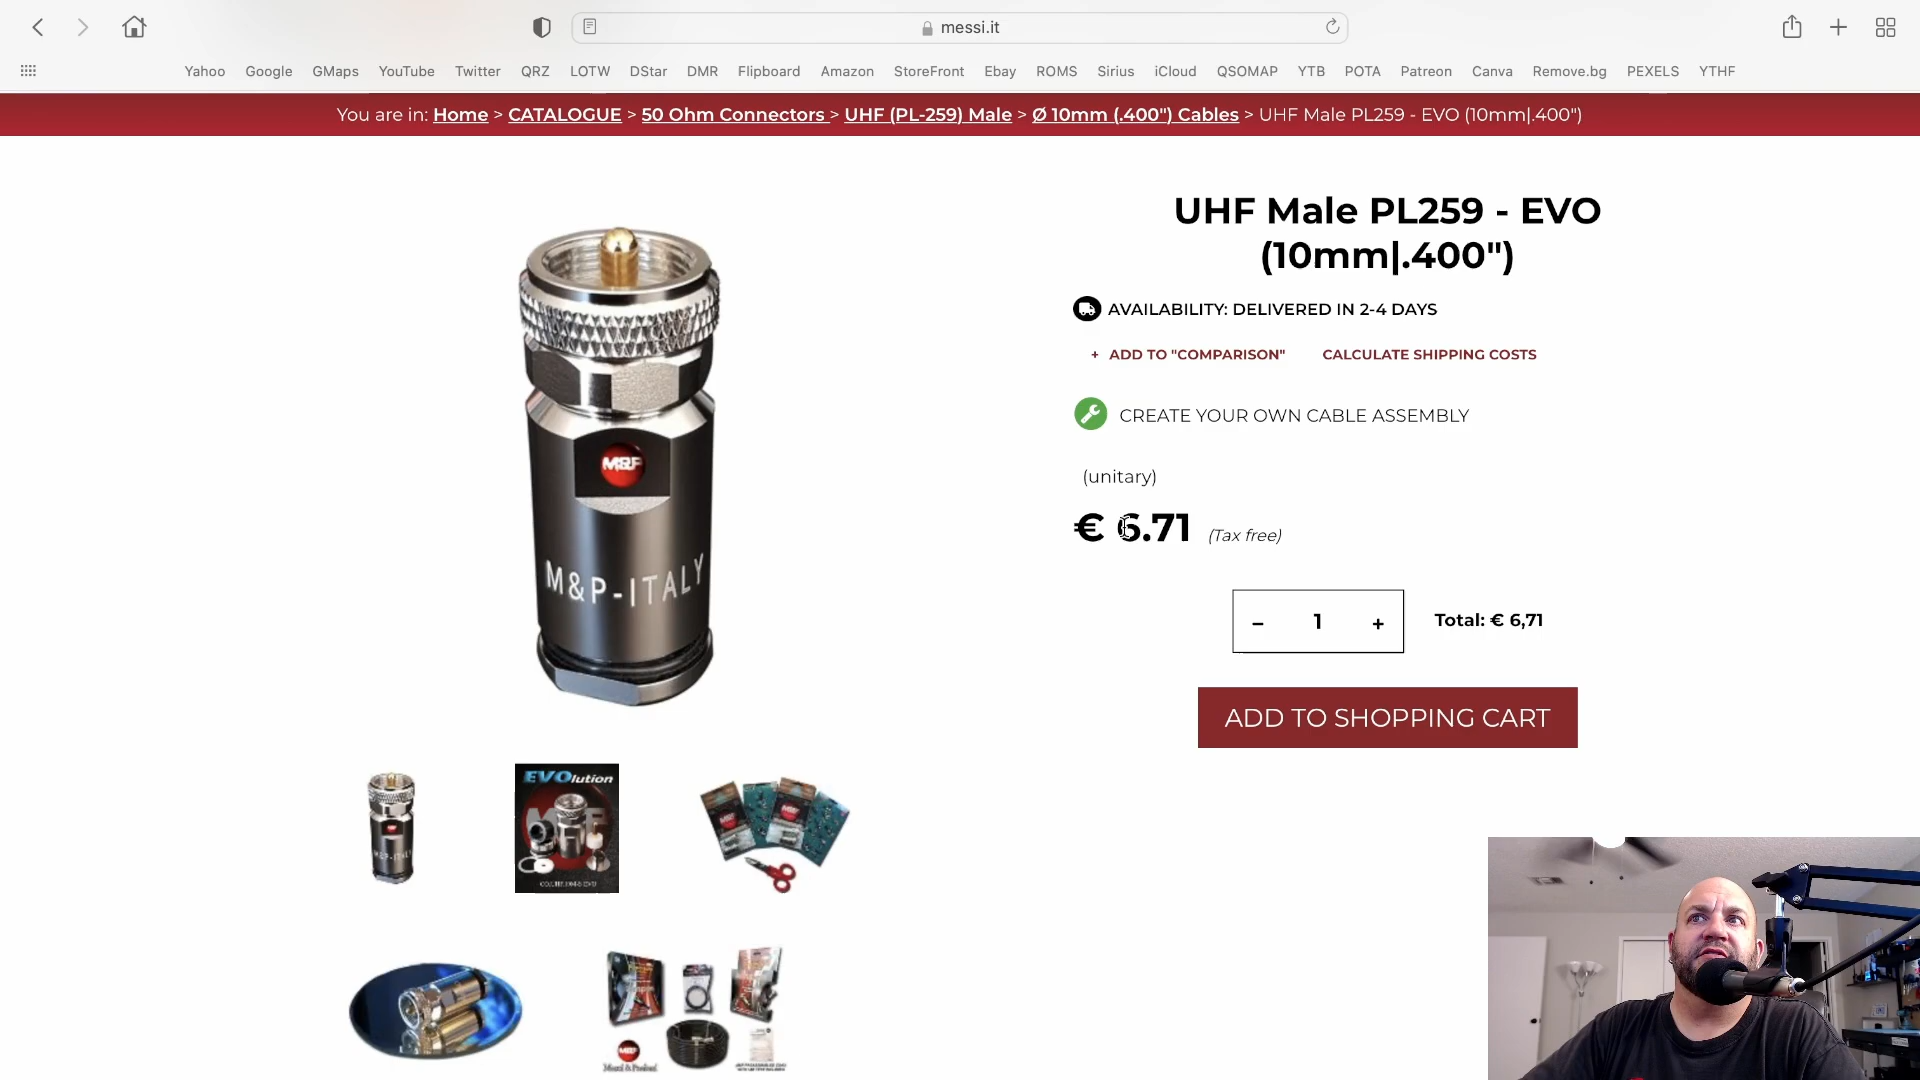 messi.it
Yahoo Google GMaps YouTube Twitter QRZ LOTW DStar DMR Flipboard Amazon StoreFront Ebay ROMS Sirius iCloud QSOMAP YTB POTA Patreon Canva Remove.bg PEXELS YTHF
You are in: Home > CATALOGUE > 50 Ohm Connectors > UHF (PL-259) Male > Ø 10mm (.400") Cables > UHF Male PL259 - EVO (10mm|.400")
UHF Male PL259 - EVO
(10mm|.400")
AVAILABILITY: DELIVERED IN 2-4 DAYS
+ ADD TO "COMPARISON" CALCULATE SHIPPING COSTS
CREATE YOUR OWN CABLE ASSEMBLY
(unitary)
€ 6.71 (Tax free)
- 1 + Total: € 6,71
ADD TO SHOPPING CART
M&P
M&P-ITALY
EVOlution
Messi & Paoloni